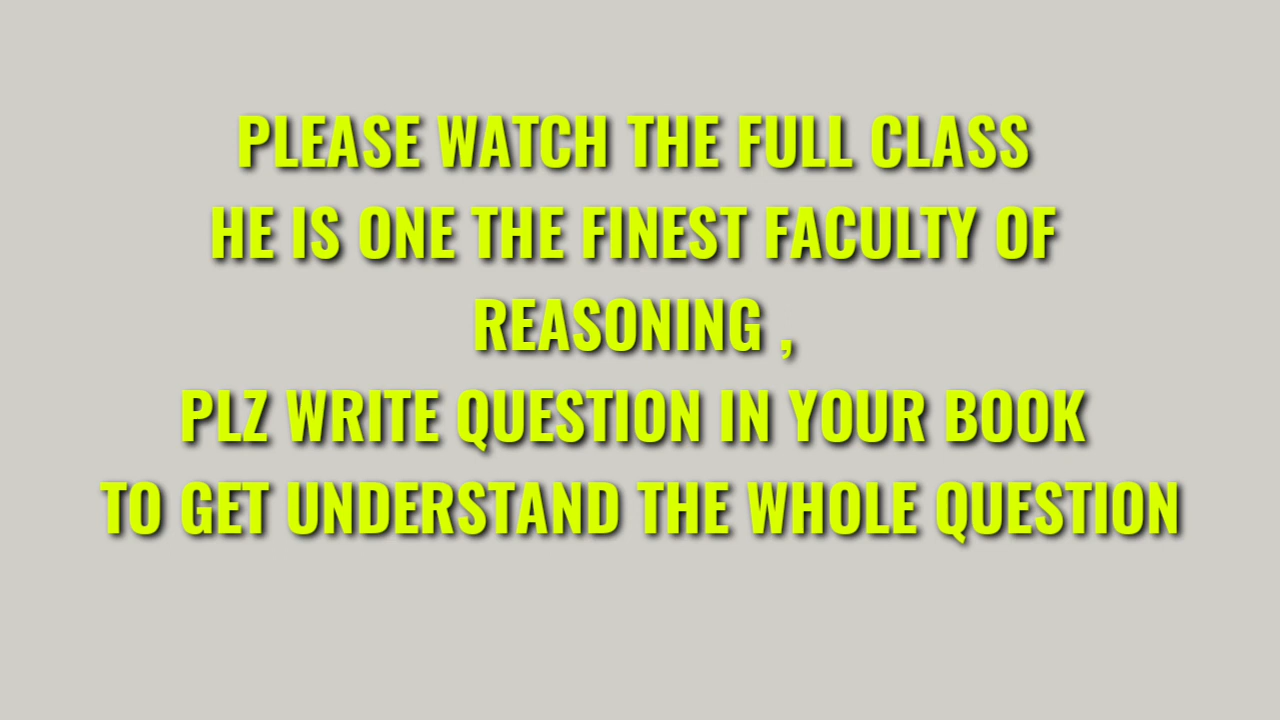 PLEASE WATCH THE FULL CLASS
HE IS ONE THE FINEST FACULTY OF
REASONING ,
PLZ WRITE QUESTION IN YOUR BOOK
TO GET UNDERSTAND THE WHOLE QUESTION